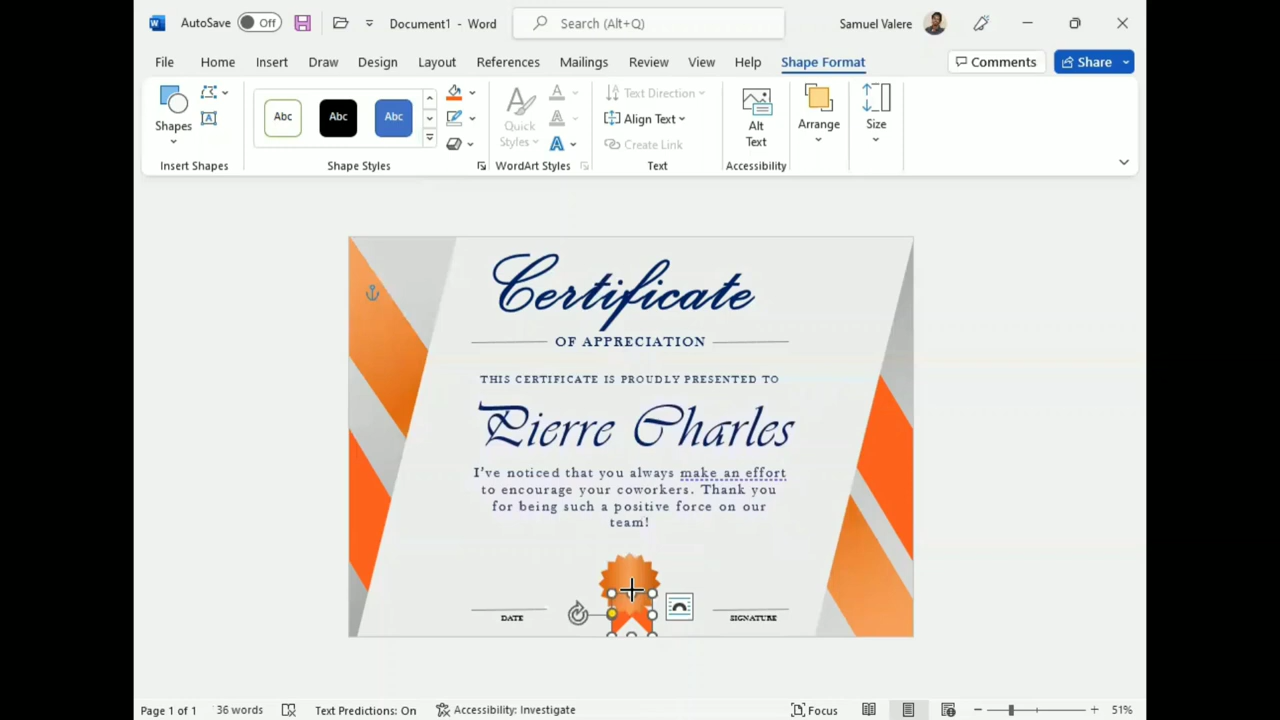 AutoSave Off Document1 - Word Search (Alt+Q) Samuel Valere
File Home Insert Draw Design Layout References Mailings Review View Help Shape Format Comments Share
Abc Abc Abc
Shapes
Quick
Styles
Text Direction
Align Text
Create Link
Alt
Text
Arrange
Size
Insert Shapes Shape Styles WordArt Styles Text Accessibility
Certificate
OF APPRECIATION
THIS CERTIFICATE IS PROUDLY PRESENTED TO
Pierre Charles
I've noticed that you always make an effort
to encourage your coworkers. Thank you
for being such a positive force on our
team!
DATE SIGNATURE
Page 1 of 1 36 words Text Predictions: On Accessibility: Investigate Focus 51%